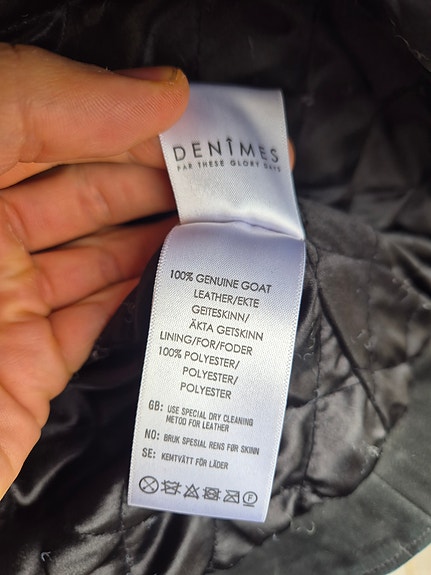 DENÎMES
FAR THESE GLORY DAYS
100% GENUINE GOAT
LEATHER/EKTE
GEITESKINN/
ÄKTA GETSKINN
LINING/FOR/FODER
100% POLYESTER/
POLYESTER/
POLYESTER
GB: USE SPECIAL DRY CLEANING
METOD FOR LEATHER
NO: BRUK SPESIAL RENS FØR SKINN
SE: KEMTVÄTT FÖR LÄDER
P